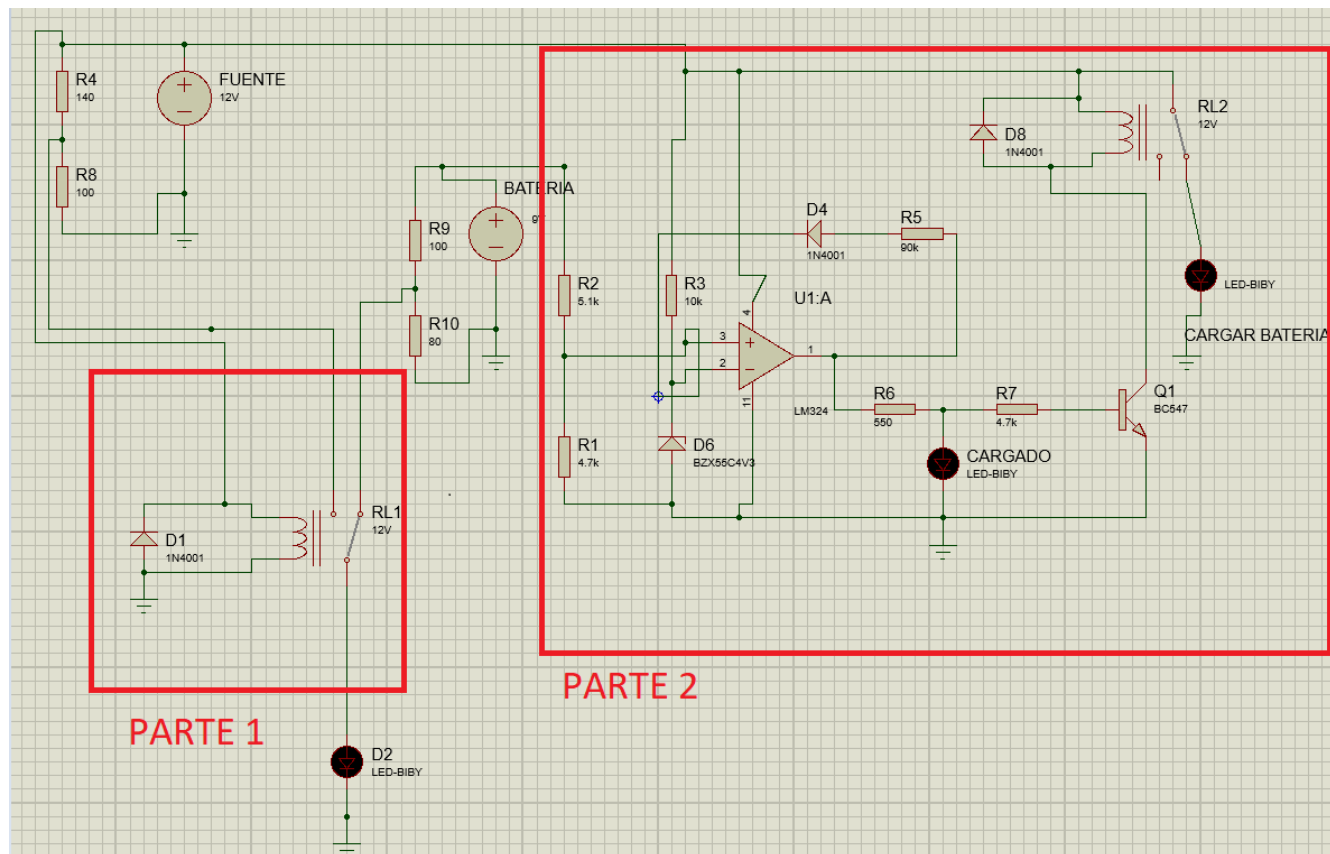 R4
140
FUENTE
12V
R8
100
R9
100
BATERIA
R10
80
R2
5.1k
R3
10k
D4
1N4001
R5
90k
U1:A
3
2
4
11
1
LM324
R1
4.7k
D6
BZX55C4V3
R6
550
R7
4.7k
CARGADO
LED-BIBY
Q1
BC547
D8
1N4001
RL2
12V
LED-BIBY
CARGAR BATERIA
D1
1N4001
RL1
12V
PARTE 1
PARTE 2
D2
LED-BIBY